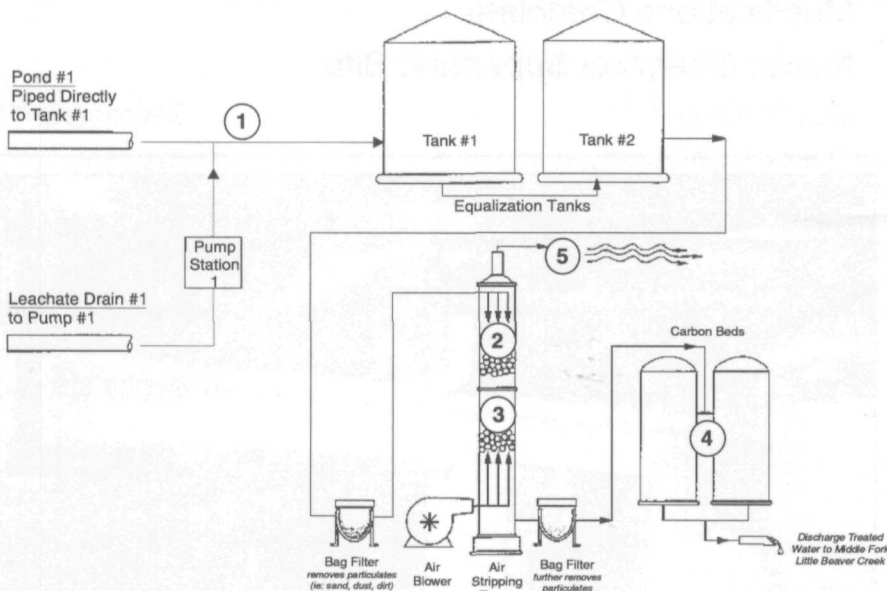 Pond #1
Piped Directly
to Tank #1
1
Tank #1
Tank #2
Equalization Tanks
Pump
Station
1
5
Leachate Drain #1
to Pump #1
2
3
Carbon Beds
4
Bag Filter
removes particulates
(ie: sand, dust, dirt)
Air
Blower
Air
Stripping
Bag Filter
further removes
particulates
Discharge Treated
Water to Middle Fork
Little Beaver Creek